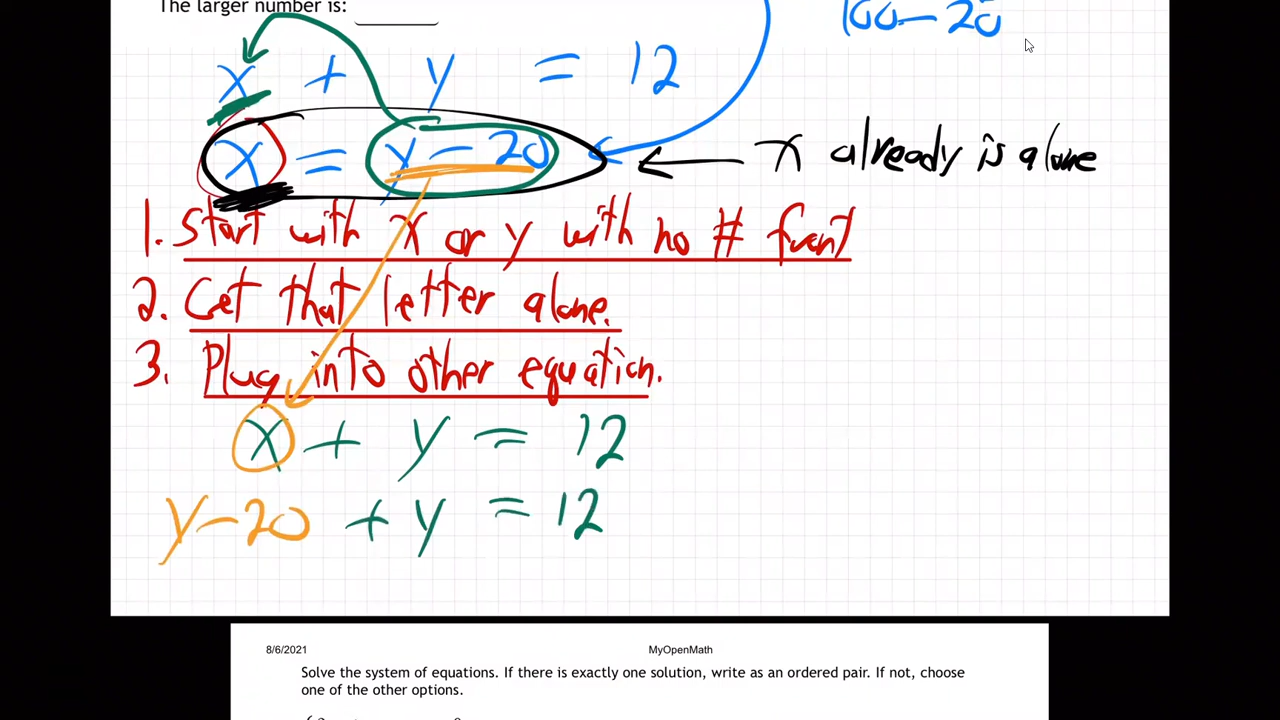 The larger number is:
100 - 20
x + y = 12
x = y - 20 ← x already is alone
1. Start with x or y with no # front
2. Get that letter alone.
3. Plug into other equation.
x + y = 12
y - 20 + y = 12
8/6/2021 MyOpenMath
Solve the system of equations. If there is exactly one solution, write as an ordered pair. If not, choose
one of the other options.